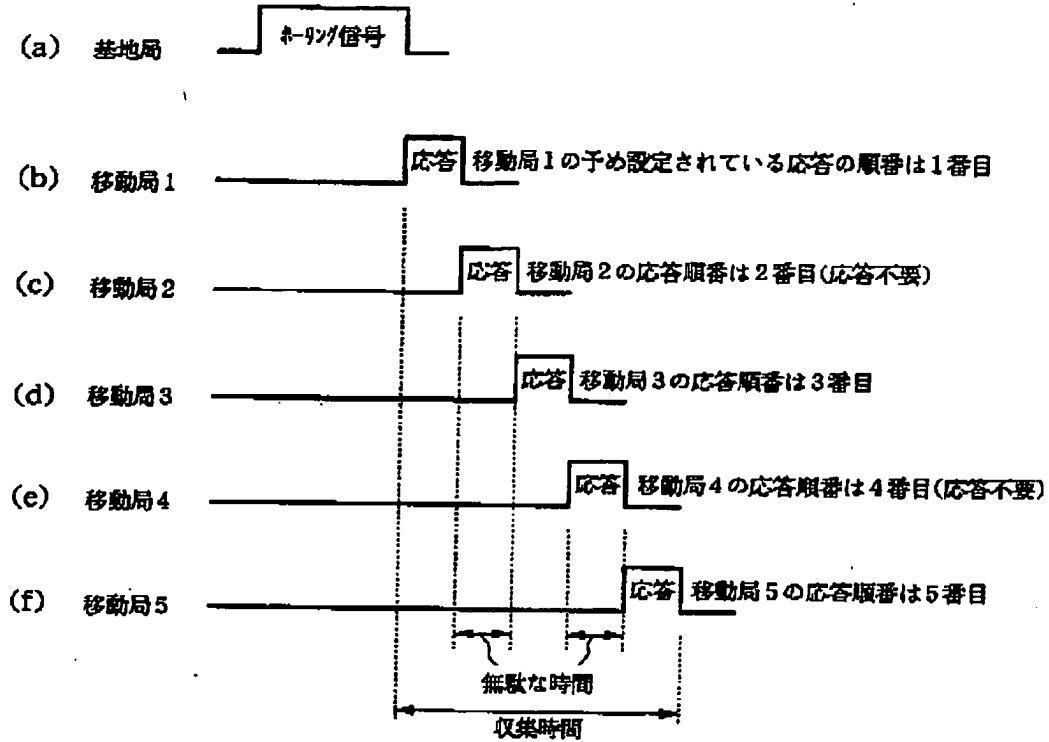 (a) 基地局 ホーリング信号
(b) 移動局1 応答 移動局1の予め設定されている応答の順番は1番目
(c) 移動局2 応答 移動局2の応答順番は2番目(応答不要)
(d) 移動局3 応答 移動局3の応答順番は3番目
(e) 移動局4 応答 移動局4の応答順番は4番目(応答不要)
(f) 移動局5 応答 移動局5の応答順番は5番目
無駄な時間
収集時間